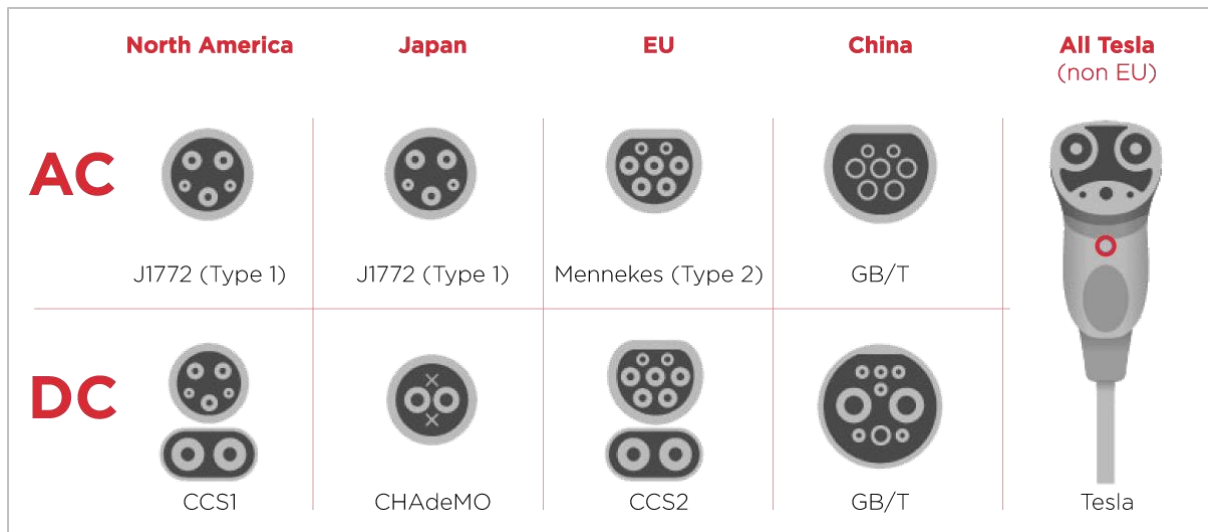 North America
Japan
EU
China
All Tesla
(non EU)
AC
J1772 (Type 1)
J1772 (Type 1)
Mennekes (Type 2)
GB/T
DC
CCS1
CHAdeMO
CCS2
GB/T
Tesla